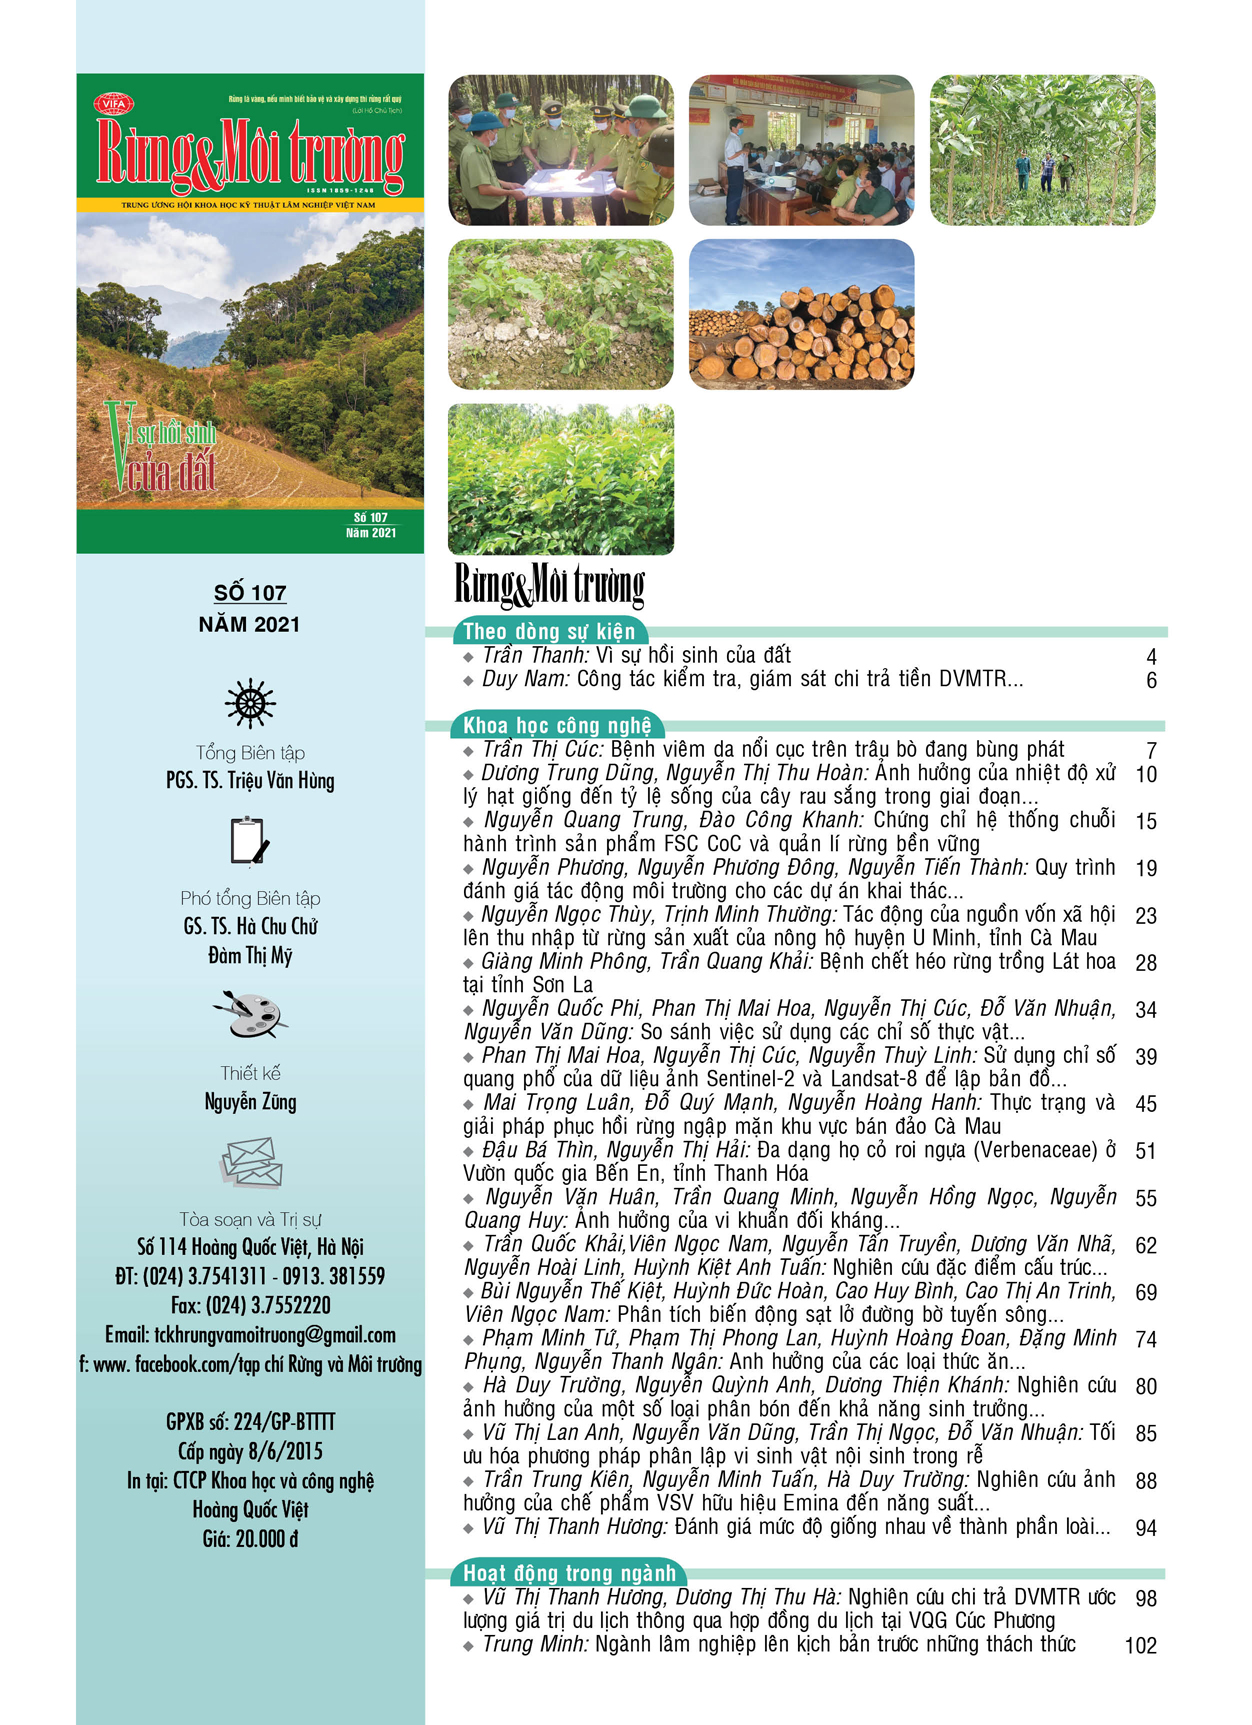 VIFA
Rừng là vàng, nếu mình biết bảo vệ và xây dựng thì rừng rất quý
(Lời Hồ Chủ Tịch)
Rừng&Môi trường
ISSN 1859-1248
TRUNG ƯƠNG HỘI KHOA HỌC KỸ THUẬT LÂM NGHIỆP VIỆT NAM
Vì sự hồi sinh
của đất
Số 107
Năm 2021
SỐ 107
NĂM 2021
Tổng Biên tập
PGS. TS. Triệu Văn Hùng
Phó tổng Biên tập
GS. TS. Hà Chu Chử
Đàm Thị Mỹ
Thiết kế
Nguyễn Zũng
Tòa soạn và Trị sự
Số 114 Hoàng Quốc Việt, Hà Nội
ĐT: (024) 3.7541311 - 0913. 381559
Fax: (024) 3.7552220
Email: tckhrungvamoitruong@gmail.com
f: www. facebook.com/tạp chí Rừng và Môi trường
GPXB số: 224/GP-BTTTT
Cấp ngày 8/6/2015
In tại: CTCP Khoa học và công nghệ
Hoàng Quốc Việt
Giá: 20.000 đ
Rừng&Môi trường
Theo dòng sự kiện
◆ Trần Thanh: Vì sự hồi sinh của đất 4
◆ Duy Nam: Công tác kiểm tra, giám sát chi trả tiền DVMTR... 6
Khoa học công nghệ
◆ Trần Thị Cúc: Bệnh viêm da nổi cục trên trâu bò đang bùng phát 7
◆ Dương Trung Dũng, Nguyễn Thị Thu Hoàn: Ảnh hưởng của nhiệt độ xử 10
lý hạt giống đến tỷ lệ sống của cây rau sắng trong giai đoạn...
◆ Nguyễn Quang Trung, Đào Công Khanh: Chứng chỉ hệ thống chuỗi 15
hành trình sản phẩm FSC CoC và quản lí rừng bền vững
◆ Nguyễn Phương, Nguyễn Phương Đông, Nguyễn Tiến Thành: Quy trình 19
đánh giá tác động môi trường cho các dự án khai thác...
◆ Nguyễn Ngọc Thùy, Trịnh Minh Thường: Tác động của nguồn vốn xã hội 23
lên thu nhập từ rừng sản xuất của nông hộ huyện U Minh, tỉnh Cà Mau
◆ Giàng Minh Phông, Trần Quang Khải: Bệnh chết héo rừng trồng Lát hoa 28
tại tỉnh Sơn La
◆ Nguyễn Quốc Phi, Phan Thị Mai Hoa, Nguyễn Thị Cúc, Đỗ Văn Nhuận, 34
Nguyễn Văn Dũng: So sánh việc sử dụng các chỉ số thực vật...
◆ Phan Thị Mai Hoa, Nguyễn Thị Cúc, Nguyễn Thuỳ Linh: Sử dụng chỉ số 39
quang phổ của dữ liệu ảnh Sentinel-2 và Landsat-8 để lập bản đồ...
◆ Mai Trọng Luân, Đỗ Quý Mạnh, Nguyễn Hoàng Hanh: Thực trạng và 45
giải pháp phục hồi rừng ngập mặn khu vực bán đảo Cà Mau
◆ Đậu Bá Thìn, Nguyễn Thị Hải: Đa dạng họ cỏ roi ngựa (Verbenaceae) ở 51
Vườn quốc gia Bến En, tỉnh Thanh Hóa
◆ Nguyễn Văn Huân, Trần Quang Minh, Nguyễn Hồng Ngọc, Nguyễn 55
Quang Huy: Ảnh hưởng của vi khuẩn đối kháng...
◆ Trần Quốc Khải,Viên Ngọc Nam, Nguyễn Tấn Truyền, Dương Văn Nhã, 62
Nguyễn Hoài Linh, Huỳnh Kiệt Anh Tuấn: Nghiên cứu đặc điểm cấu trúc...
◆ Bùi Nguyễn Thế Kiệt, Huỳnh Đức Hoàn, Cao Huy Bình, Cao Thị An Trinh, 69
Viên Ngọc Nam: Phân tích biến động sạt lở đường bờ tuyến sông...
◆ Phạm Minh Tứ, Phạm Thị Phong Lan, Huỳnh Hoàng Đoan, Đặng Minh 74
Phụng, Nguyễn Thanh Ngân: Ảnh hưởng của các loại thức ăn...
◆ Hà Duy Trường, Nguyễn Quỳnh Anh, Dương Thiện Khánh: Nghiên cứu 80
ảnh hưởng của một số loại phân bón đến khả năng sinh trưởng...
◆ Vũ Thị Lan Anh, Nguyễn Văn Dũng, Trần Thị Ngọc, Đỗ Văn Nhuận: Tối 85
ưu hóa phương pháp phân lập vi sinh vật nội sinh trong rễ
◆ Trần Trung Kiên, Nguyễn Minh Tuấn, Hà Duy Trường: Nghiên cứu ảnh 88
hưởng của chế phẩm VSV hữu hiệu Emina đến năng suất...
◆ Vũ Thị Thanh Hương: Đánh giá mức độ giống nhau về thành phần loài... 94
Hoạt động trong ngành
◆ Vũ Thị Thanh Hương, Dương Thị Thu Hà: Nghiên cứu chi trả DVMTR ước 98
lượng giá trị du lịch thông qua hợp đồng du lịch tại VQG Cúc Phương
◆ Trung Minh: Ngành lâm nghiệp lên kịch bản trước những thách thức 102